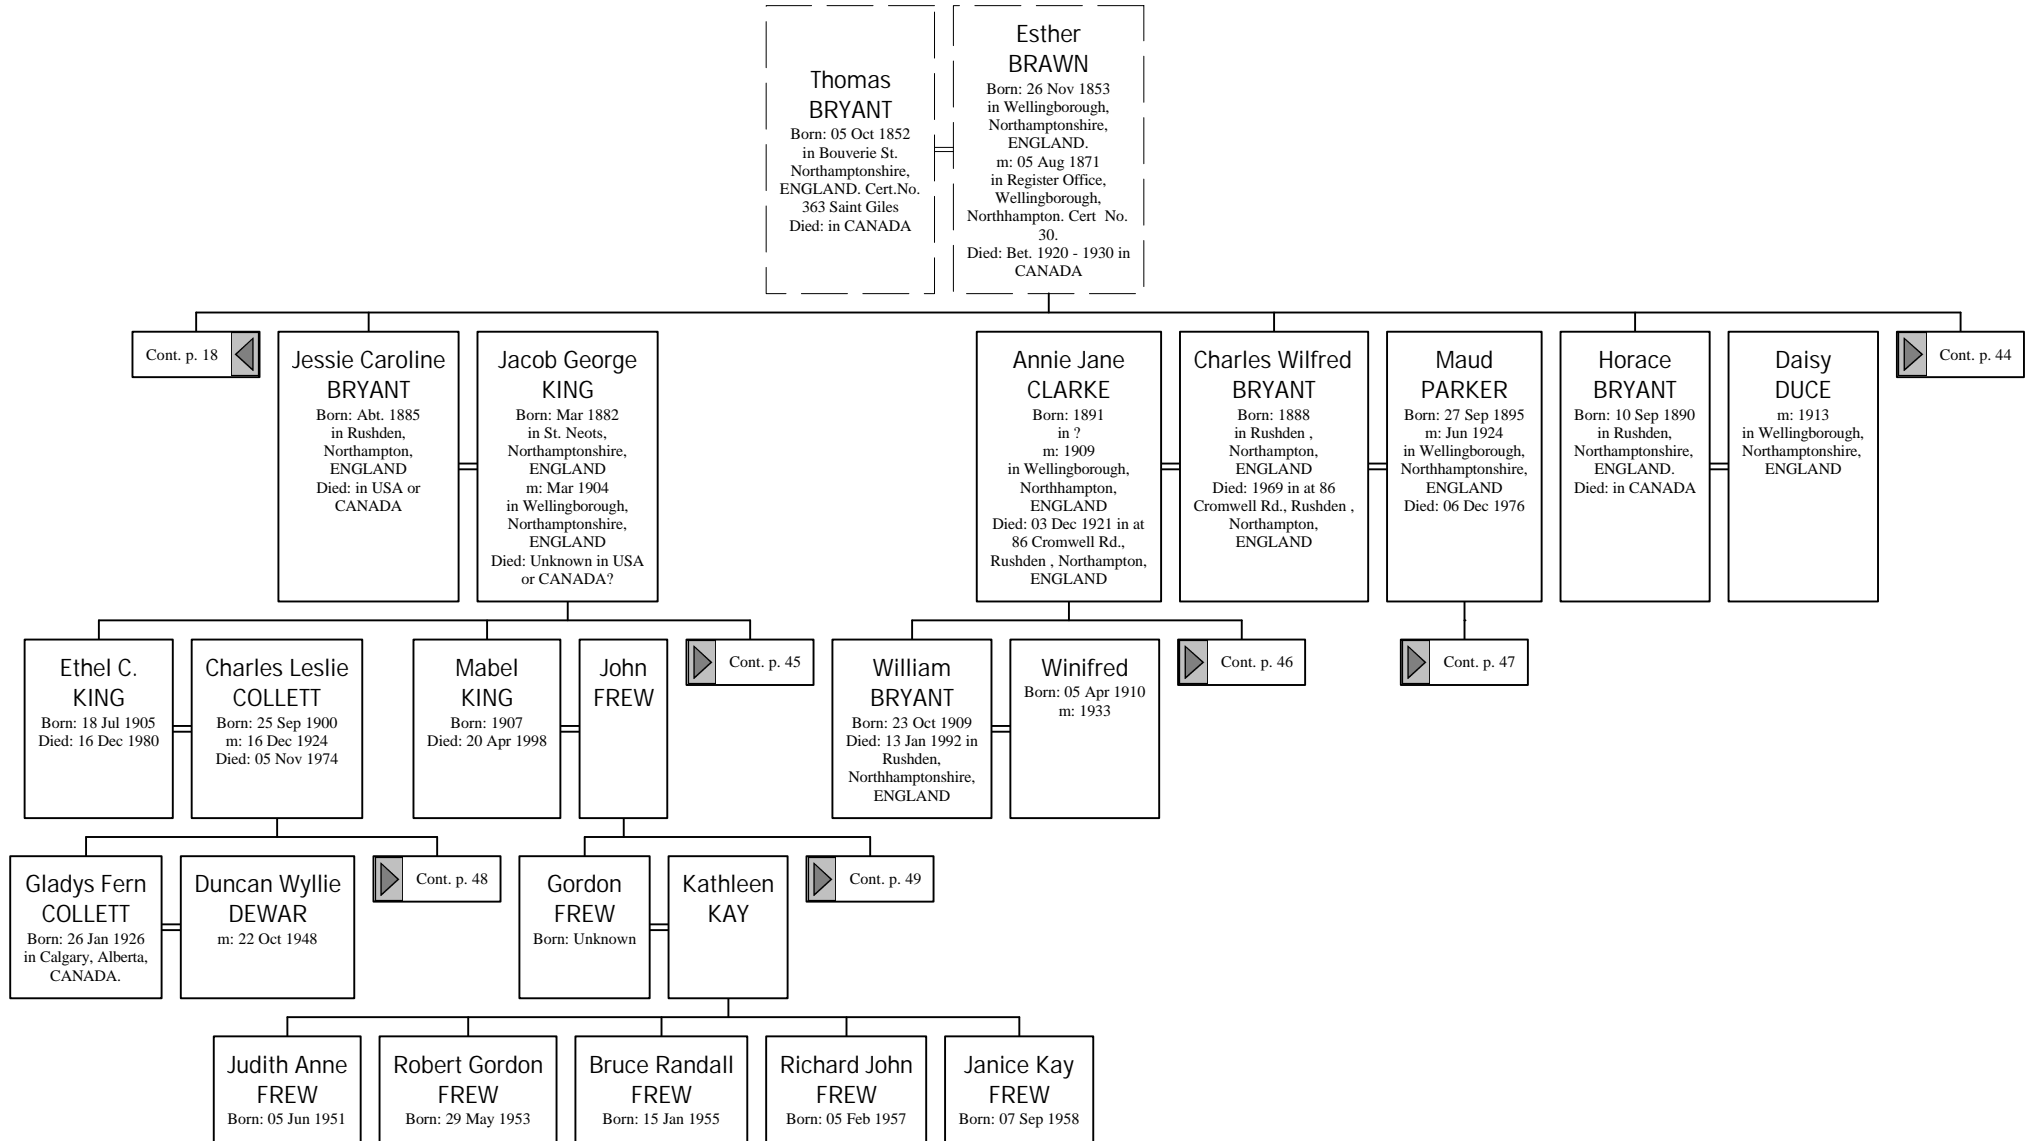 Thomas
BRYANT
Born: 05 Oct 1852
in Bouverie St.
Northamptonshire,
ENGLAND. Cert.No.
363 Saint Giles
Died: in CANADA
Esther
BRAWN
Born: 26 Nov 1853
in Wellingborough,
Northamptonshire,
ENGLAND.
m: 05 Aug 1871
in Register Office,
Wellingborough,
Northhampton. Cert  No.
30.
Died: Bet. 1920 - 1930 in
CANADA
Cont. p. 18
Jessie Caroline
BRYANT
Born: Abt. 1885
in Rushden,
Northampton,
ENGLAND
Died: in USA or
CANADA
Jacob George
KING
Born: Mar 1882
in St. Neots,
Northamptonshire,
ENGLAND
m: Mar 1904
in Wellingborough,
Northamptonshire,
ENGLAND
Died: Unknown in USA
or CANADA?
Annie Jane
CLARKE
Born: 1891
in ?
m: 1909
in Wellingborough,
Northhampton,
ENGLAND
Died: 03 Dec 1921 in at
86 Cromwell Rd.,
Rushden , Northampton,
ENGLAND
Charles Wilfred
BRYANT
Born: 1888
in Rushden ,
Northampton,
ENGLAND
Died: 1969 in at 86
Cromwell Rd., Rushden ,
Northampton,
ENGLAND
Maud
PARKER
Born: 27 Sep 1895
m: Jun 1924
in Wellingborough,
Northhamptonshire,
ENGLAND
Died: 06 Dec 1976
Horace
BRYANT
Born: 10 Sep 1890
in Rushden,
Northamptonshire,
ENGLAND.
Died: in CANADA
Daisy
DUCE
m: 1913
in Wellingborough,
Northamptonshire,
ENGLAND
Cont. p. 44
Ethel C.
KING
Born: 18 Jul 1905
Died: 16 Dec 1980
Charles Leslie
COLLETT
Born: 25 Sep 1900
m: 16 Dec 1924
Died: 05 Nov 1974
Mabel
KING
Born: 1907
Died: 20 Apr 1998
John
FREW
Cont. p. 45
William
BRYANT
Born: 23 Oct 1909
Died: 13 Jan 1992 in
Rushden,
Northhamptonshire,
ENGLAND
Winifred
Born: 05 Apr 1910
m: 1933
Cont. p. 46
Cont. p. 47
Gladys Fern
COLLETT
Born: 26 Jan 1926
in Calgary, Alberta,
CANADA.
Duncan Wyllie
DEWAR
m: 22 Oct 1948
Cont. p. 48
Gordon
FREW
Born: Unknown
Kathleen
KAY
Cont. p. 49
Judith Anne
FREW
Born: 05 Jun 1951
Robert Gordon
FREW
Born: 29 May 1953
Bruce Randall
FREW
Born: 15 Jan 1955
Richard John
FREW
Born: 05 Feb 1957
Janice Kay
FREW
Born: 07 Sep 1958